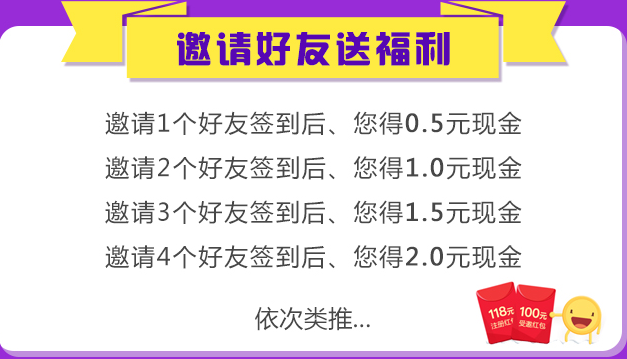 邀请好友送福利
邀请1个好友签到后、您得0.5元现金
邀请2个好友签到后、您得1.0元现金
邀请3个好友签到后、您得1.5元现金
邀请4个好友签到后、您得2.0元现金
依次类推...
118元
注册红包
100元
受邀红包